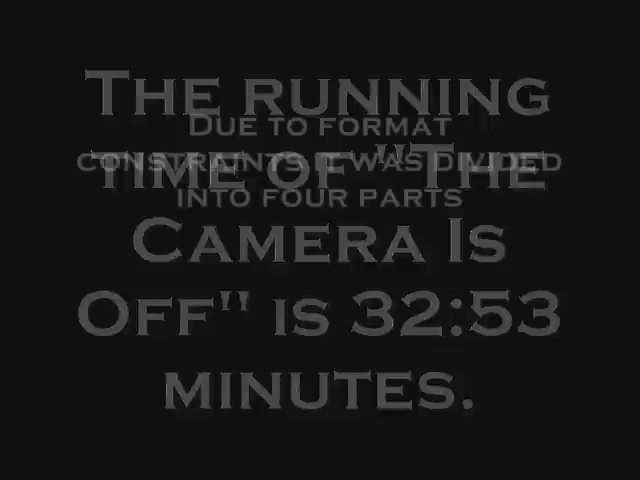 The running
time of "The
Camera Is
Off" is 32:53
minutes.
Due to format
constraints it was divided
into four parts